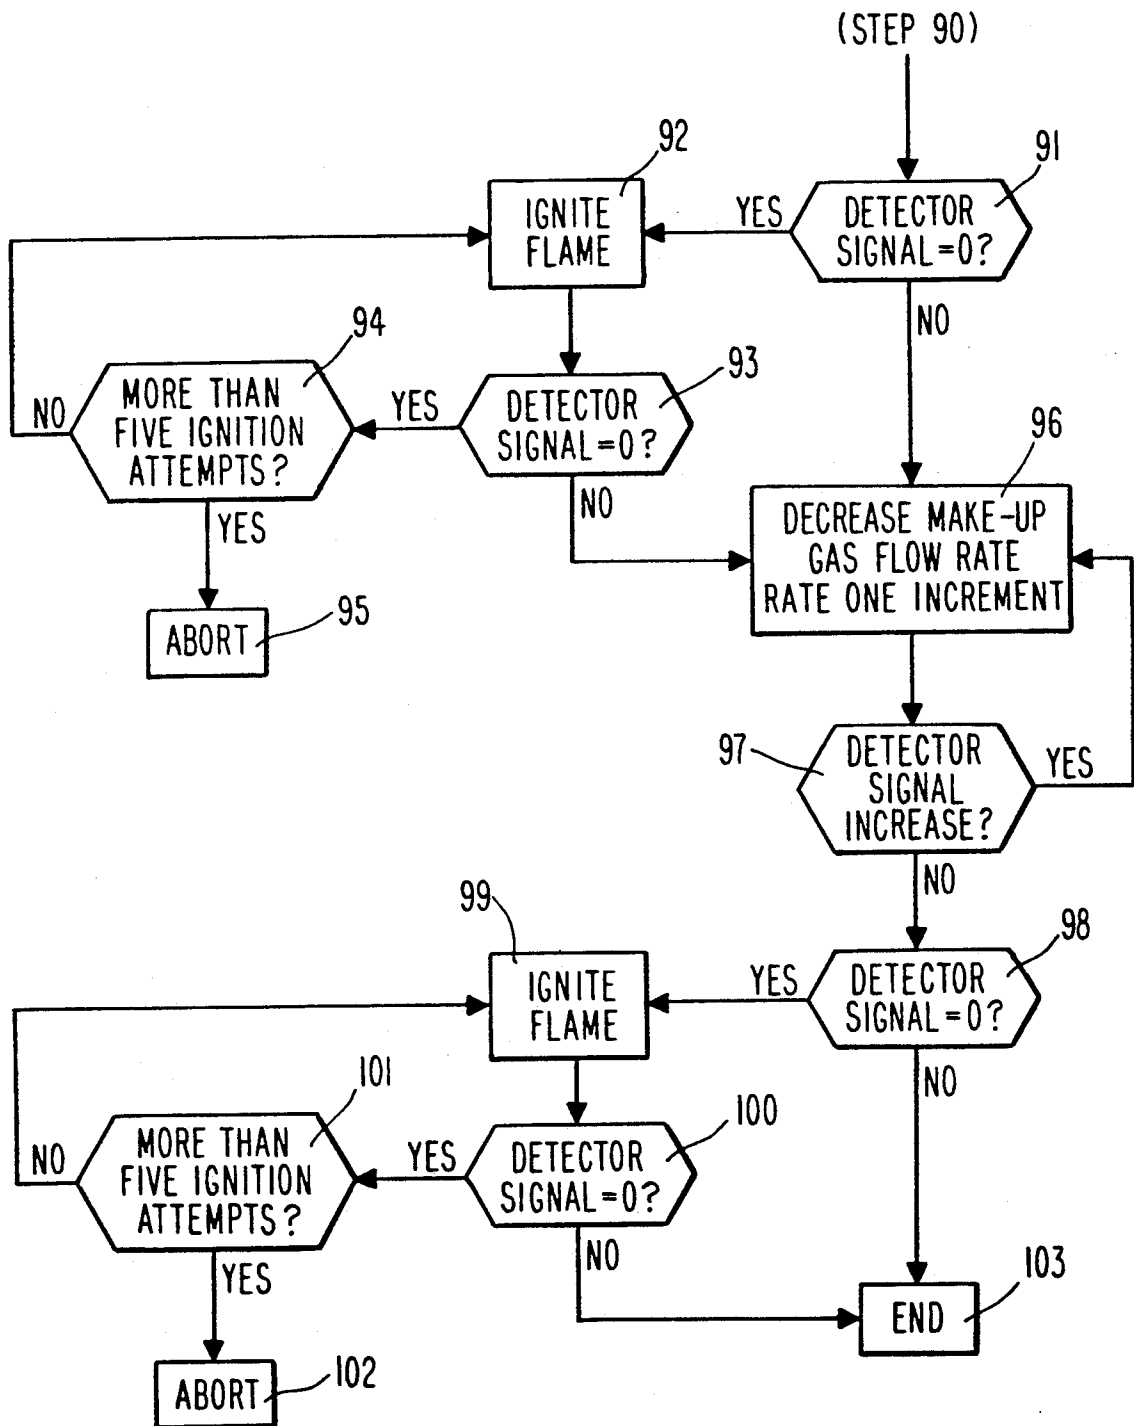 (STEP 90)
91
DETECTOR
SIGNAL=0?
YES
NO
92
IGNITE
FLAME
93
DETECTOR
SIGNAL=0?
YES
NO
94
MORE THAN
FIVE IGNITION
ATTEMPTS?
NO
YES
95
ABORT
96
DECREASE MAKE-UP
GAS FLOW RATE
RATE ONE INCREMENT
97
DETECTOR
SIGNAL
INCREASE?
YES
NO
98
DETECTOR
SIGNAL=0?
YES
NO
99
IGNITE
FLAME
100
DETECTOR
SIGNAL=0?
YES
NO
101
MORE THAN
FIVE IGNITION
ATTEMPTS?
NO
YES
102
ABORT
103
END